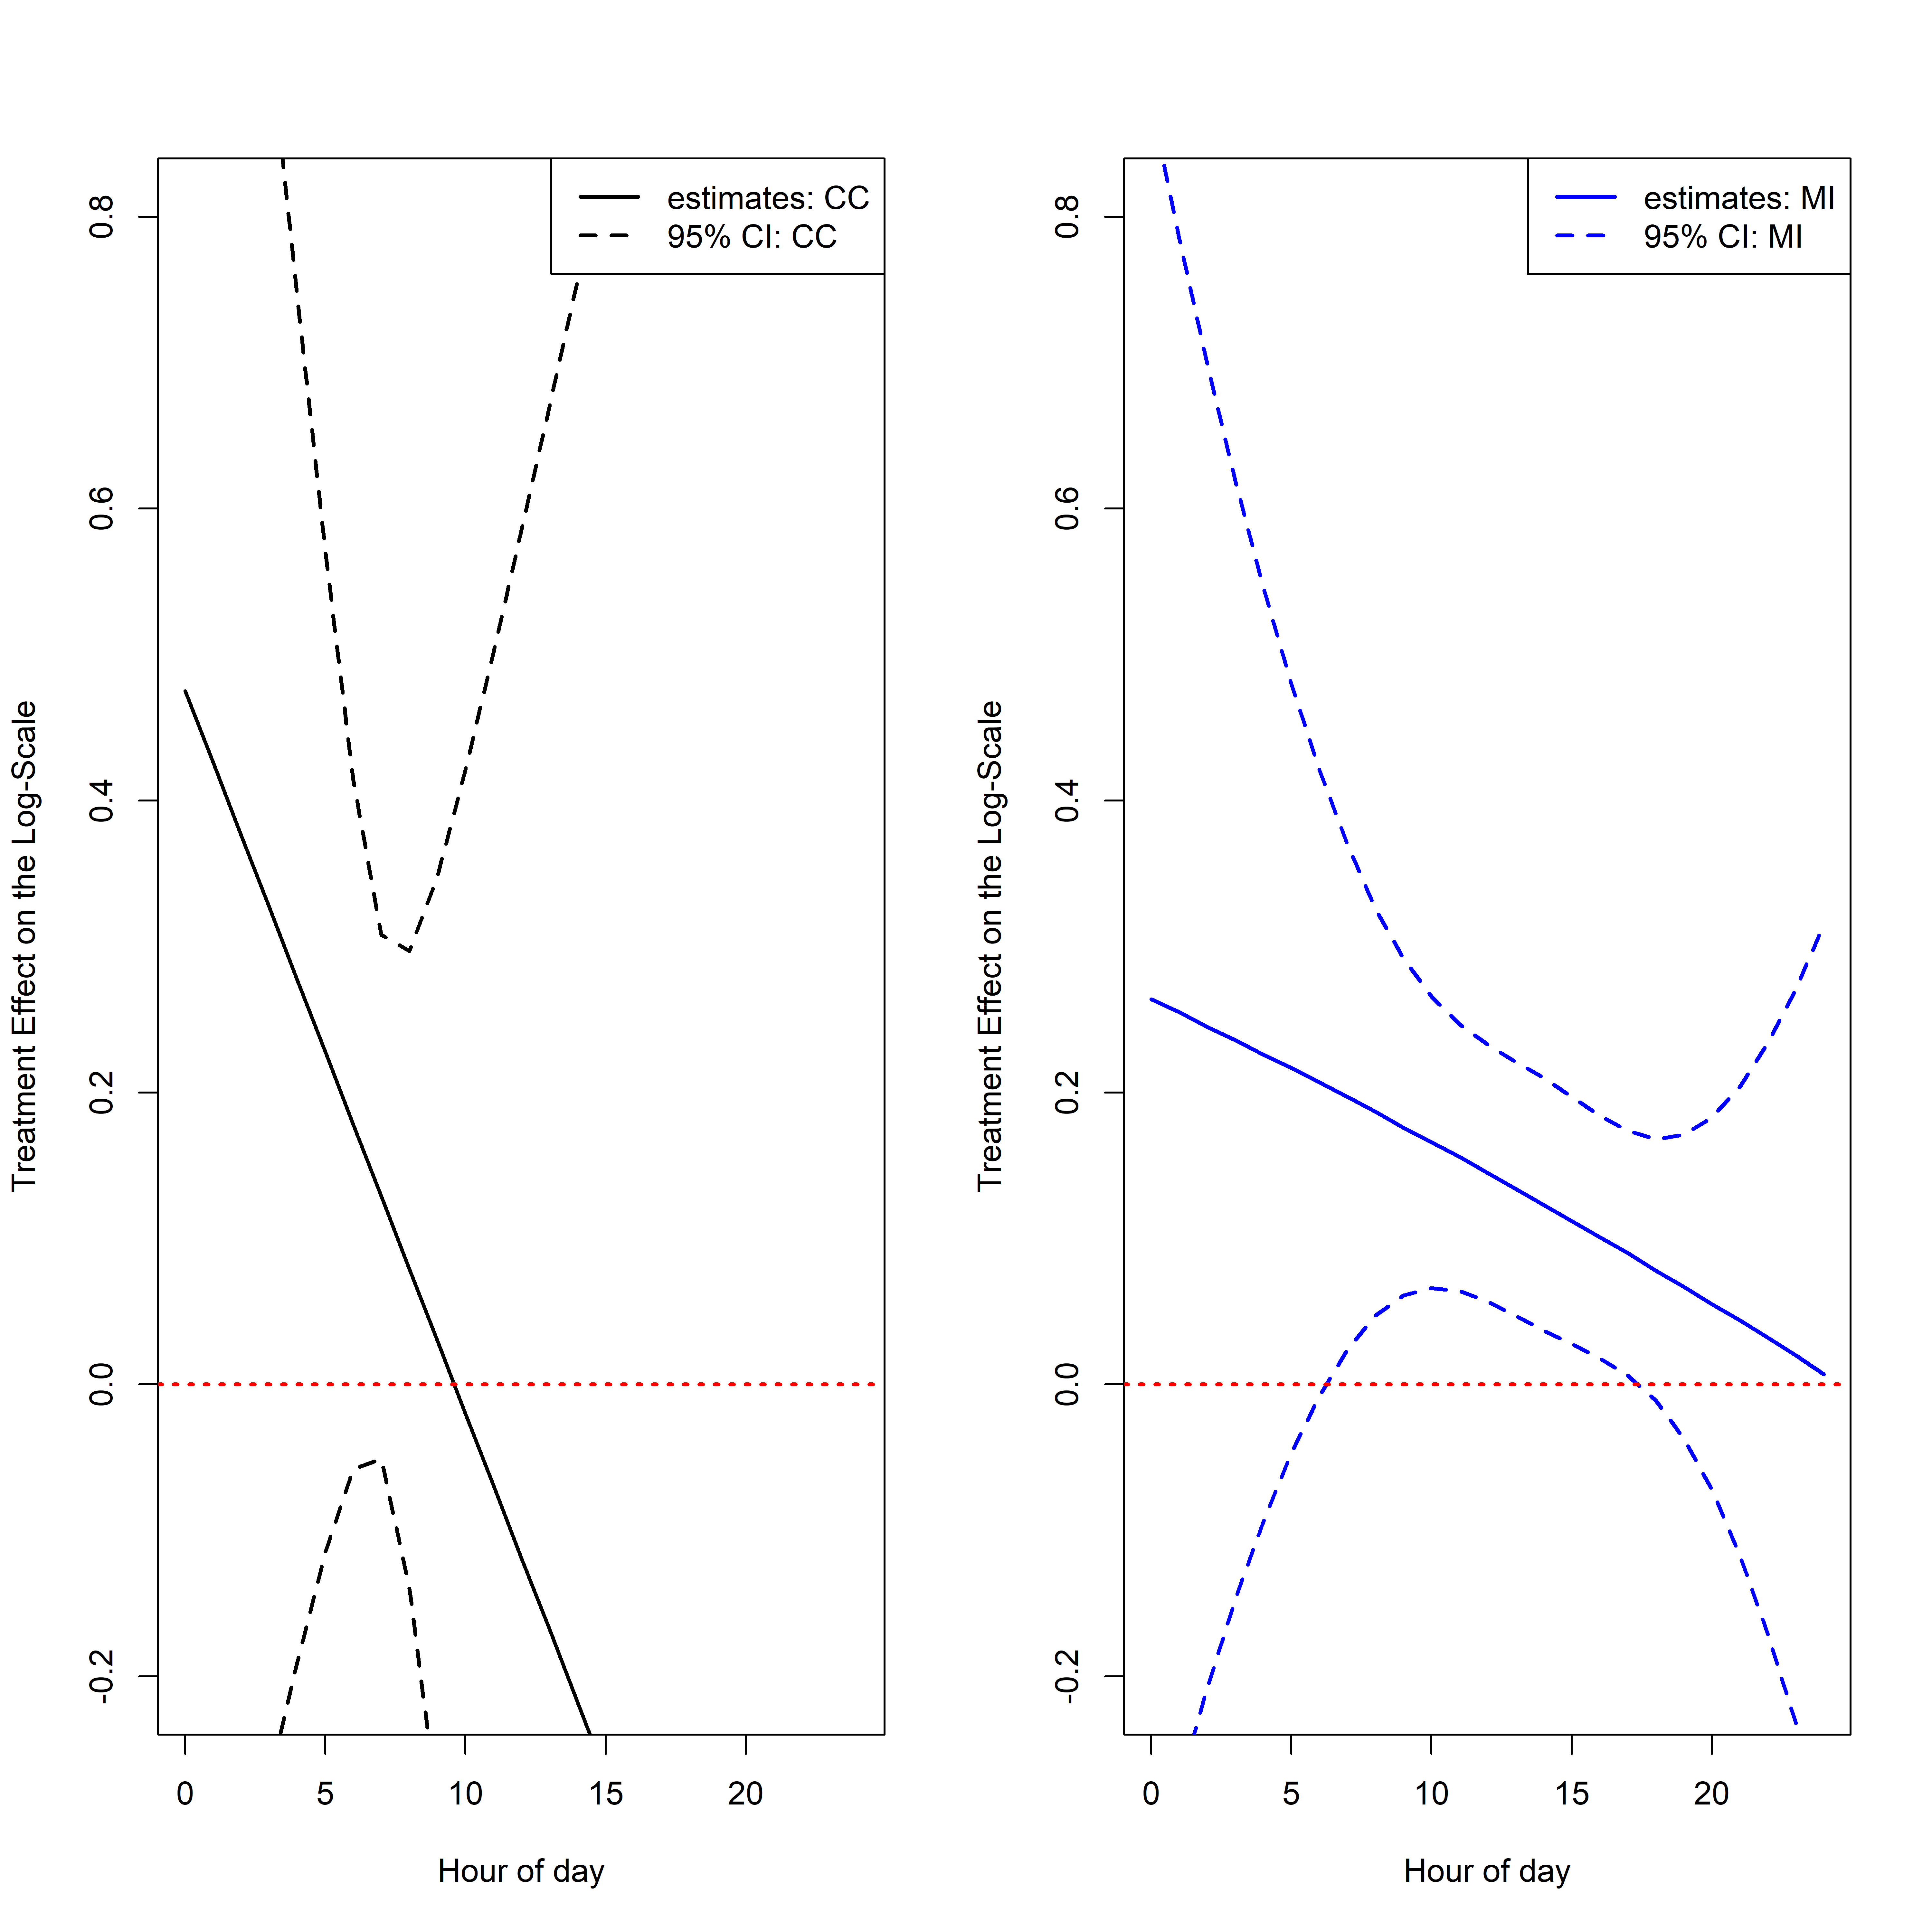 estimates: CC
95% CI: CC
Treatment Effect on the Log-Scale
0.8
0.6
0.4
0.2
0.0
-0.2
0 5 10 15 20
Hour of day
estimates: MI
95% CI: MI
Treatment Effect on the Log-Scale
0.8
0.6
0.4
0.2
0.0
-0.2
0 5 10 15 20
Hour of day